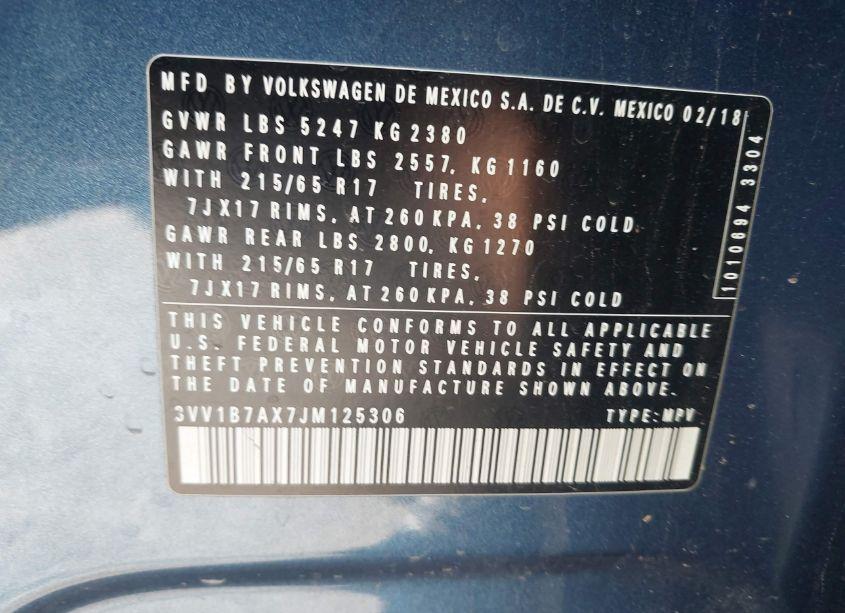 MFD BY VOLKSWAGEN DE MEXICO S.A. DE C.V. MEXICO 02/18
GVWR LBS 5247 KG 2380
GAWR FRONT LBS 2557, KG 1160
WITH 215/65 R17 TIRES,
7JX17 RIMS, AT 260 KPA, 38 PSI COLD
GAWR REAR LBS 2800, KG 1270
WITH 215/65 R17 TIRES,
7JX17 RIMS, AT 260 KPA, 38 PSI COLD
1010694 3304
THIS VEHICLE CONFORMS TO ALL APPLICABLE
U.S. FEDERAL MOTOR VEHICLE SAFETY AND
THEFT PREVENTION STANDARDS IN EFFECT ON
THE DATE OF MANUFACTURE SHOWN ABOVE.
3VV1B7AX7JM125306 TYPE: MPV